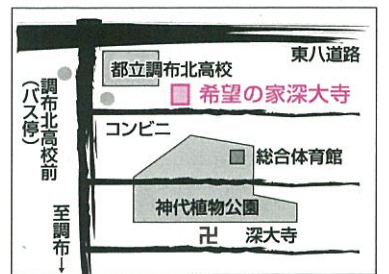 東八道路
都立調布北高校
希望の家深大寺
コンビニ
調布北高校前
(バス停)
総合体育館
神代植物公園
卍 深大寺
至調布↓